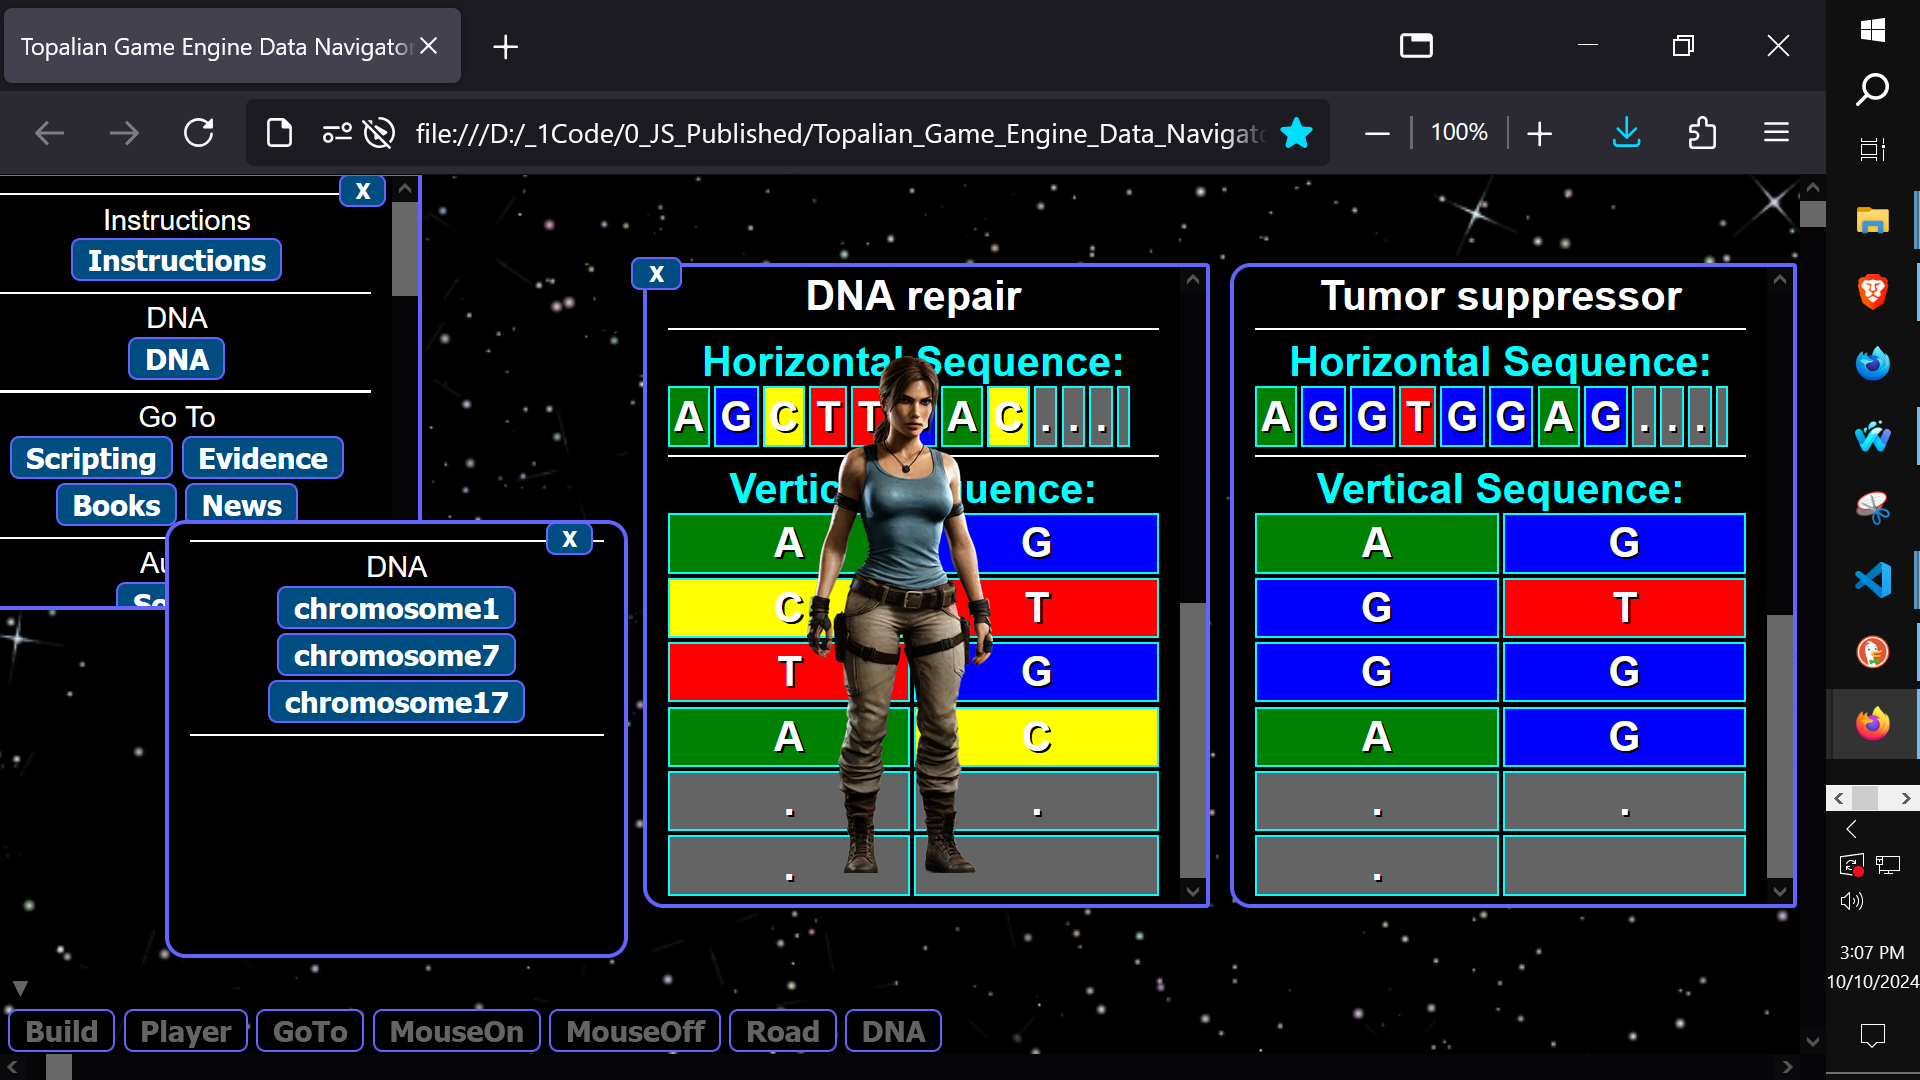 Topalian Game Engine Data Navigator
file:///D:/_1Code/0_JS_Published/Topalian_Game_Engine_Data_Navigato
100%
X
Instructions
Instructions
DNA
DNA
Go To
Scripting Evidence
Books News
X
DNA
chromosome1
chromosome7
chromosome17
X
DNA repair
Horizontal Sequence:
A G C T T G A C . . .
Vertical Sequence:
A G
C T
T G
A C
. .
.
Tumor suppressor
Horizontal Sequence:
A G G T G G A G . . .
Vertical Sequence:
A G
G T
G G
A G
. .
.
Build Player GoTo MouseOn MouseOff Road DNA
3:07 PM
10/10/2024